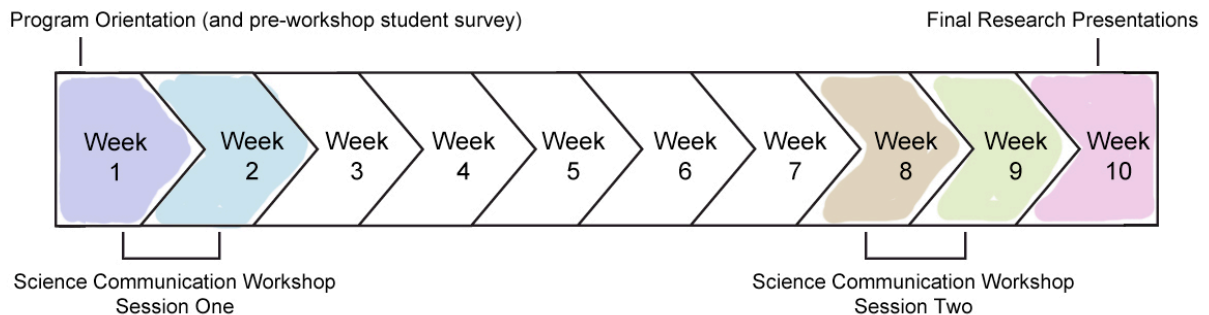 Program Orientation (and pre-workshop student survey)
Final Research Presentations
Week 1
Week 2
Week 3
Week 4
Week 5
Week 6
Week 7
Week 8
Week 9
Week 10
Science Communication Workshop
Session One
Science Communication Workshop
Session Two